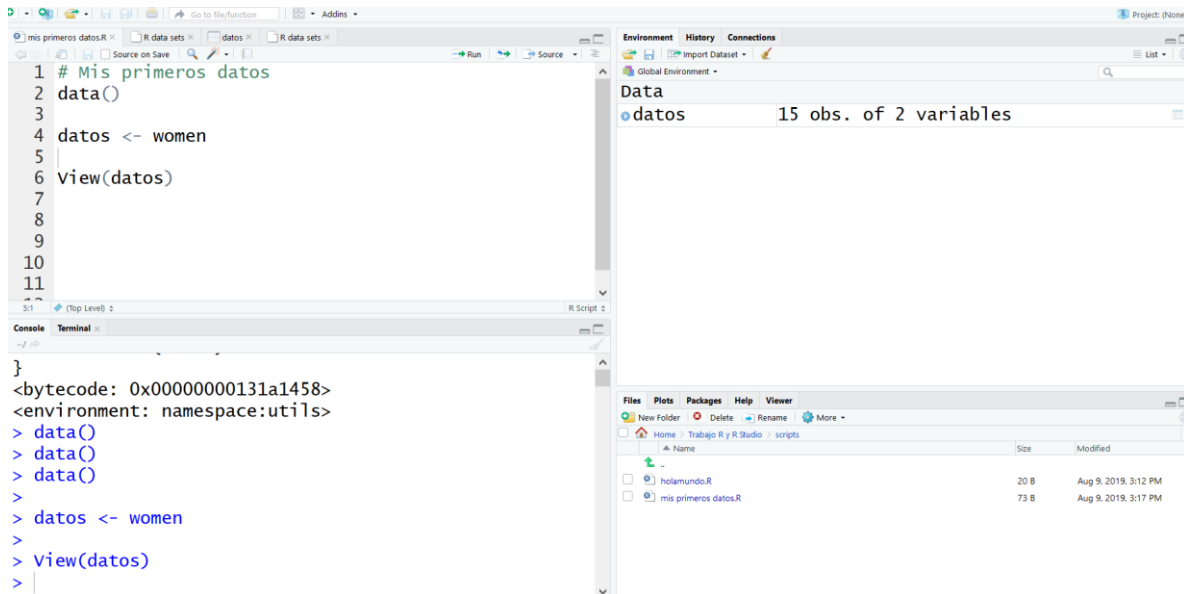 Go to file/function
Addins
Project: (None
mis primeros datos.R
R data sets
datos
R data sets
Source on Save
Run
Source
1 # Mis primeros datos
2 data()
3
4 datos <- women
5
6 View(datos)
7
8
9
10
11
5:1
(Top Level)
R Script
Console Terminal
~/
}
<bytecode: 0x00000000131a1458>
<environment: namespace:utils>
> data()
> data()
> data()
>
> datos <- women
>
> View(datos)
>
Environment History Connections
Import Dataset
List
Global Environment
Data
datos 15 obs. of 2 variables
Files Plots Packages Help Viewer
New Folder Delete Rename More
Home > Trabajo R y R Studio > scripts
Name Size Modified
..
holamundo.R 20 B Aug 9, 2019, 3:12 PM
mis primeros datos.R 73 B Aug 9, 2019, 3:17 PM